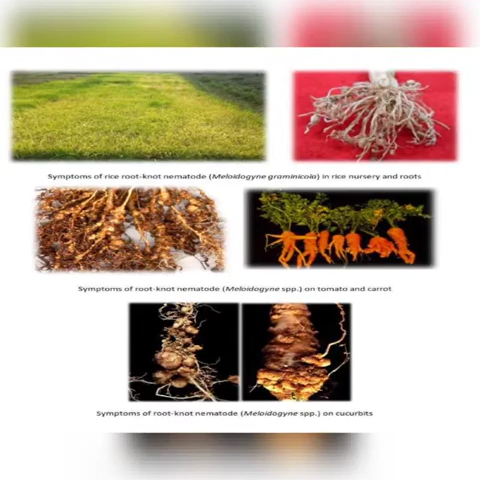 Symptoms of rice root-knot nematode (Meloidogyne graminicola) in rice nursery and roots
Symptoms of root-knot nematode (Meloidogyne spp.) on tomato and carrot
Symptoms of root-knot nematode (Meloidogyne spp.) on cucurbits